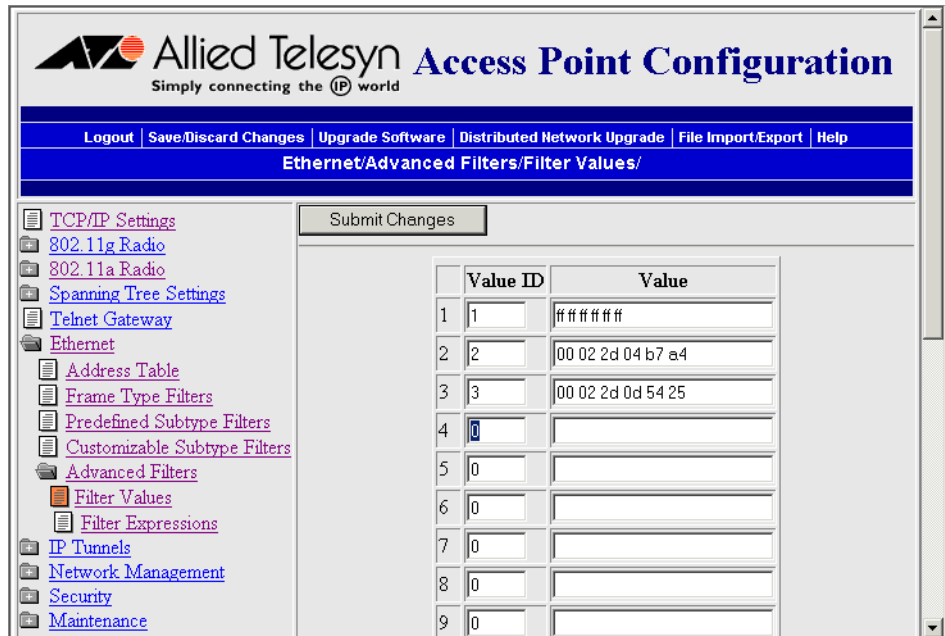 Allied Telesyn
Simply connecting the IP world
Access Point Configuration
Logout | Save/Discard Changes | Upgrade Software | Distributed Network Upgrade | File Import/Export | Help
Ethernet/Advanced Filters/Filter Values/
TCP/IP Settings
802.11g Radio
802.11a Radio
Spanning Tree Settings
Telnet Gateway
Ethernet
Address Table
Frame Type Filters
Predefined Subtype Filters
Customizable Subtype Filters
Advanced Filters
Filter Values
Filter Expressions
IP Tunnels
Network Management
Security
Maintenance
Submit Changes
Value ID Value
1 1 ff ff ff ff ff ff
2 2 00 02 2d 04 b7 a4
3 3 00 02 2d 0d 54 25
4 0
5 0
6 0
7 0
8 0
9 0